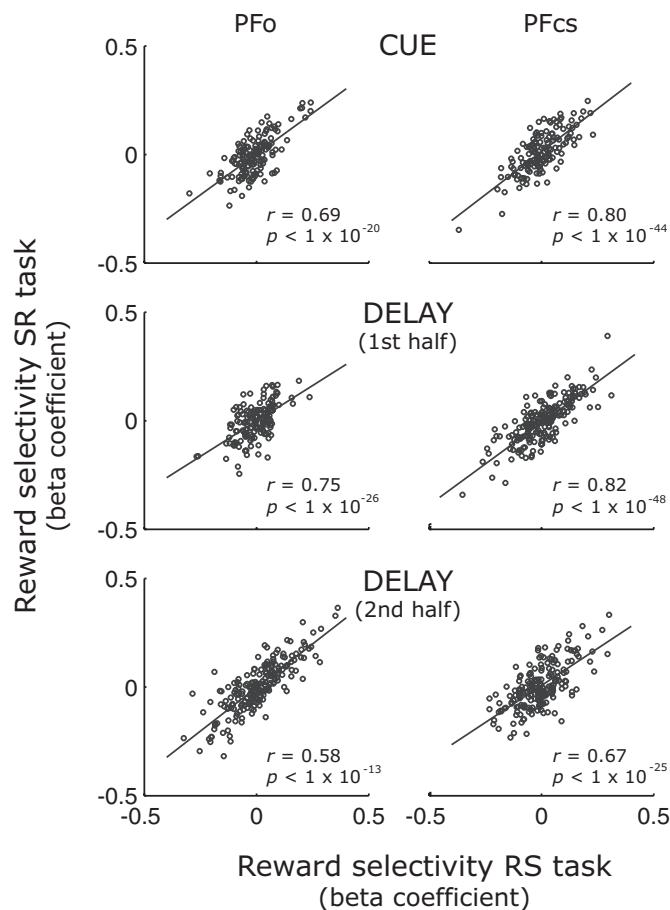 PFo
PFcs
CUE
0.5
0
-0.5
r = 0.69
p < 1 x 10^-20
r = 0.80
p < 1 x 10^-44
DELAY
(1st half)
0.5
0
-0.5
r = 0.75
p < 1 x 10^-26
r = 0.82
p < 1 x 10^-48
DELAY
(2nd half)
0.5
0
-0.5
r = 0.58
p < 1 x 10^-13
r = 0.67
p < 1 x 10^-25
-0.5 0 0.5
-0.5 0 0.5
Reward selectivity SR task
(beta coefficient)
Reward selectivity RS task
(beta coefficient)